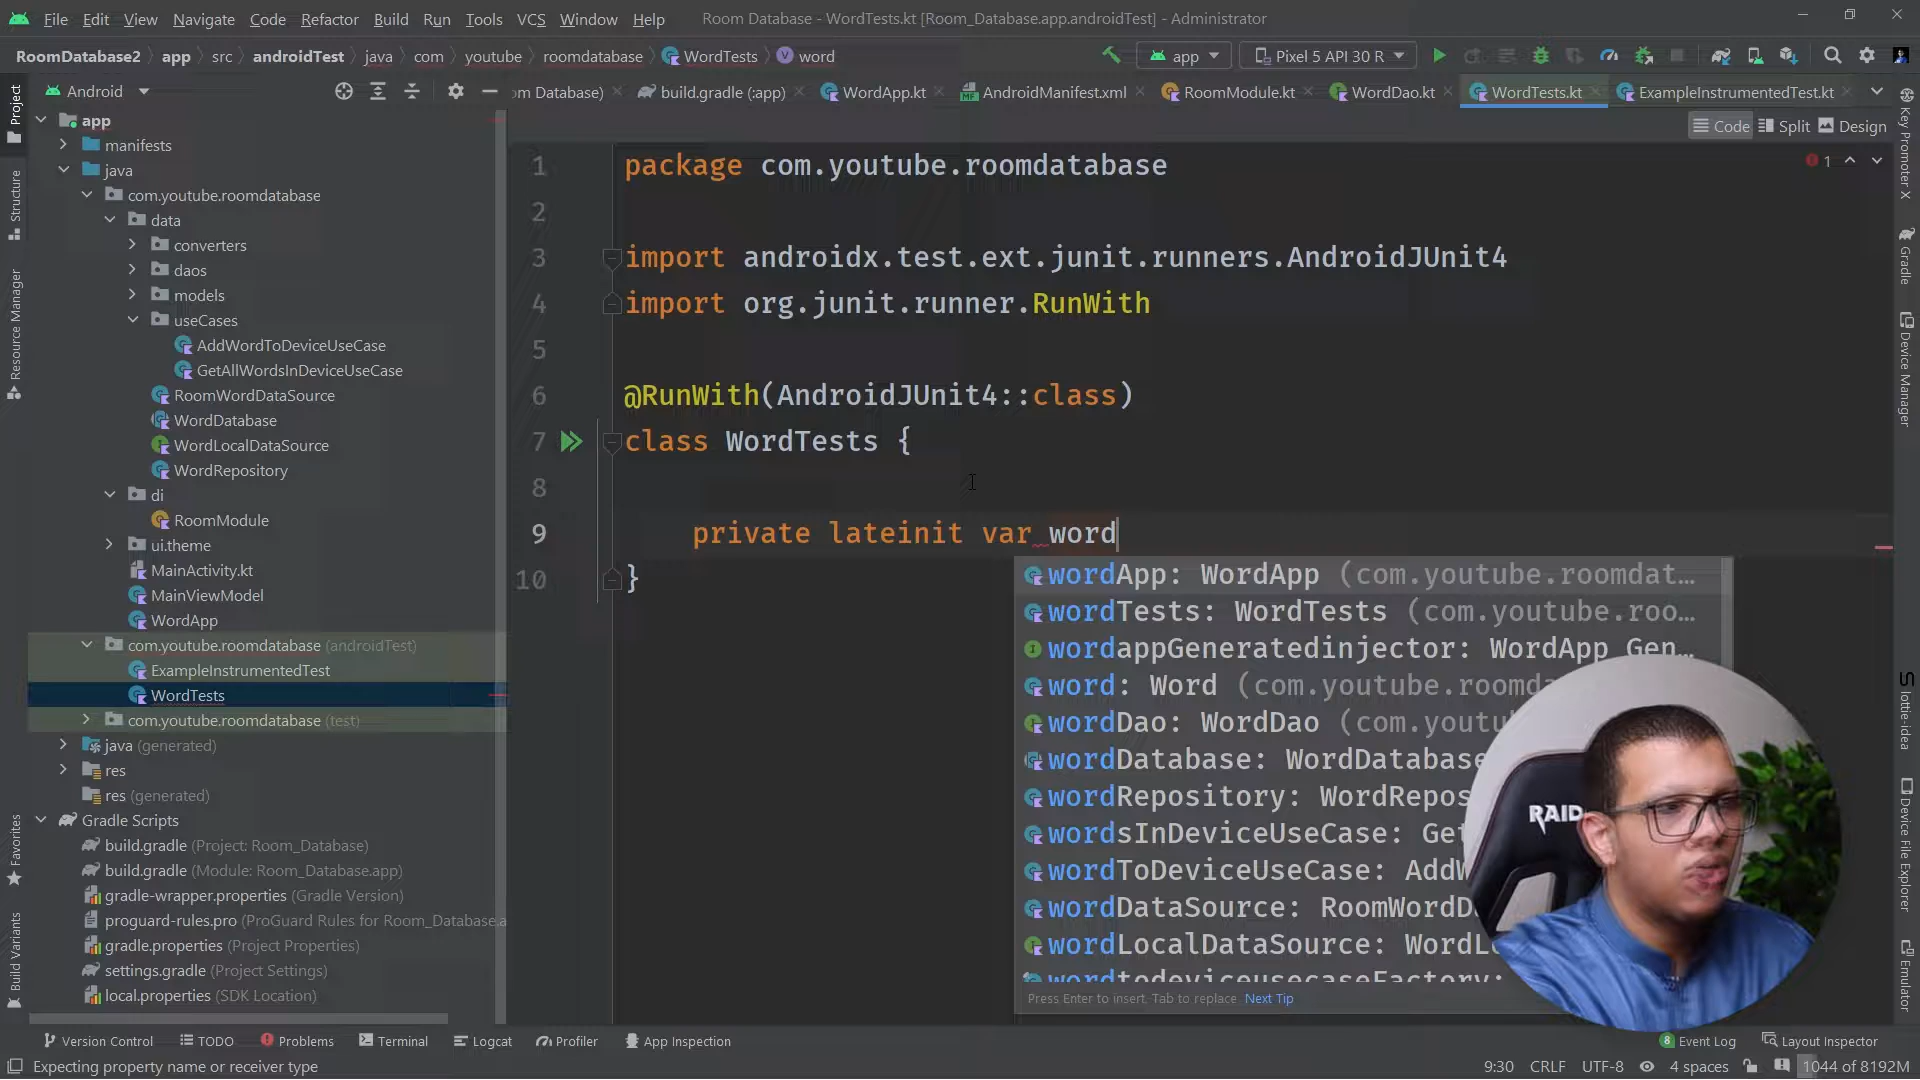 File Edit View Navigate Code Refactor Build Run Tools VCS Window Help Room Database - WordTests.kt [Room_Database.app.androidTest] - Administrator
RoomDatabase2 app src androidTest java com youtube roomdatabase WordTests word app Pixel 5 API 30 R
Android om Database) build.gradle (:app) WordApp.kt AndroidManifest.xml RoomModule.kt WordDao.kt WordTests.kt ExampleInstrumentedTest.kt
Code Split Design
Project
Structure
Resource Manager
Favorites
Build Variants
app
manifests
java
com.youtube.roomdatabase
data
converters
daos
models
useCases
AddWordToDeviceUseCase
GetAllWordsInDeviceUseCase
RoomWordDataSource
WordDatabase
WordLocalDataSource
WordRepository
di
RoomModule
ui.theme
MainActivity.kt
MainViewModel
WordApp
com.youtube.roomdatabase (androidTest)
ExampleInstrumentedTest
WordTests
com.youtube.roomdatabase (test)
java (generated)
res
res (generated)
Gradle Scripts
build.gradle (Project: Room_Database)
build.gradle (Module: Room_Database.app)
gradle-wrapper.properties (Gradle Version)
proguard-rules.pro (ProGuard Rules for Room_Database.a
gradle.properties (Project Properties)
settings.gradle (Project Settings)
local.properties (SDK Location)
1 package com.youtube.roomdatabase
1
2
3 import androidx.test.ext.junit.runners.AndroidJUnit4
4 import org.junit.runner.RunWith
5
6 @RunWith(AndroidJUnit4::class)
7 class WordTests {
8
9 private lateinit var word
10 }
wordApp: WordApp (com.youtube.roomdat...
wordTests: WordTests (com.youtube.roo...
wordappGeneratedinjector: WordApp_Gen...
word: Word (com.youtube.roomda
wordDao: WordDao (com.youtu
wordDatabase: WordDatabase
wordRepository: WordRepos
wordsInDeviceUseCase: Get
wordToDeviceUseCase: AddW
wordDataSource: RoomWordDa
wordLocalDataSource: WordLo
wordtodeviceusecaseFactory:
Press Enter to insert, Tab to replace Next Tip
RAID
Key Promoter X
Gradle
Device Manager
lottie-idea
Device File Explorer
Emulator
Version Control TODO Problems Terminal Logcat Profiler App Inspection 8 Event Log Layout Inspector
Expecting property name or receiver type 9:30 CRLF UTF-8 4 spaces 1044 of 8192M